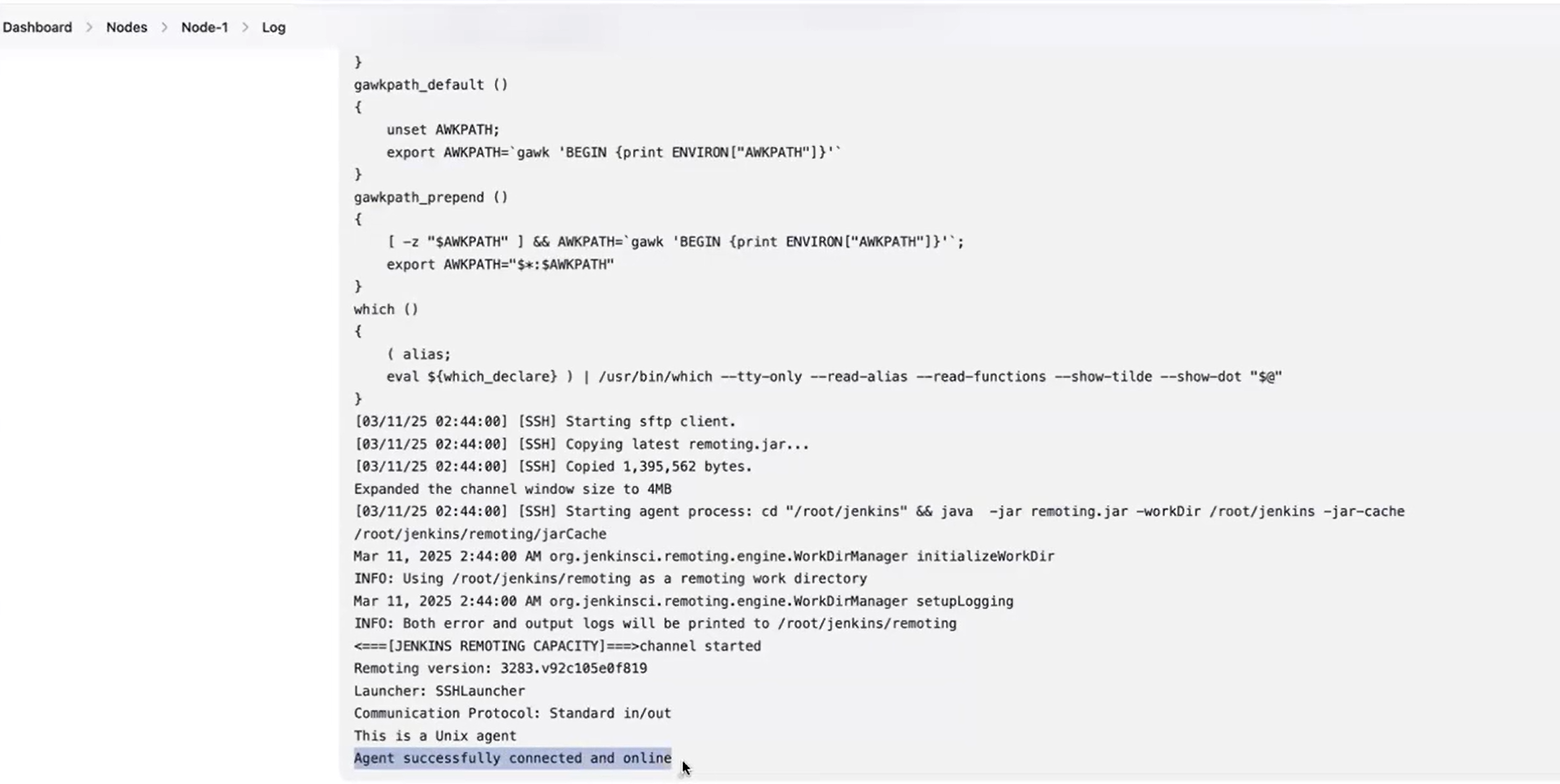 Dashboard > Nodes > Node-1 > Log
}
gawkpath_default ()
{
    unset AWKPATH;
    export AWKPATH=`gawk 'BEGIN {print ENVIRON["AWKPATH"]}'`
}
gawkpath_prepend ()
{
    [ -z "$AWKPATH" ] && AWKPATH=`gawk 'BEGIN {print ENVIRON["AWKPATH"]}'`;
    export AWKPATH="$*:$AWKPATH"
}
which ()
{
    ( alias;
    eval ${which_declare} ) | /usr/bin/which --tty-only --read-alias --read-functions --show-tilde --show-dot "$@"
}
[03/11/25 02:44:00] [SSH] Starting sftp client.
[03/11/25 02:44:00] [SSH] Copying latest remoting.jar...
[03/11/25 02:44:00] [SSH] Copied 1,395,562 bytes.
Expanded the channel window size to 4MB
[03/11/25 02:44:00] [SSH] Starting agent process: cd "/root/jenkins" && java  -jar remoting.jar -workDir /root/jenkins -jar-cache
/root/jenkins/remoting/jarCache
Mar 11, 2025 2:44:00 AM org.jenkinsci.remoting.engine.WorkDirManager initializeWorkDir
INFO: Using /root/jenkins/remoting as a remoting work directory
Mar 11, 2025 2:44:00 AM org.jenkinsci.remoting.engine.WorkDirManager setupLogging
INFO: Both error and output logs will be printed to /root/jenkins/remoting
<===[JENKINS REMOTING CAPACITY]===>channel started
Remoting version: 3283.v92c105e0f819
Launcher: SSHLauncher
Communication Protocol: Standard in/out
This is a Unix agent
Agent successfully connected and online